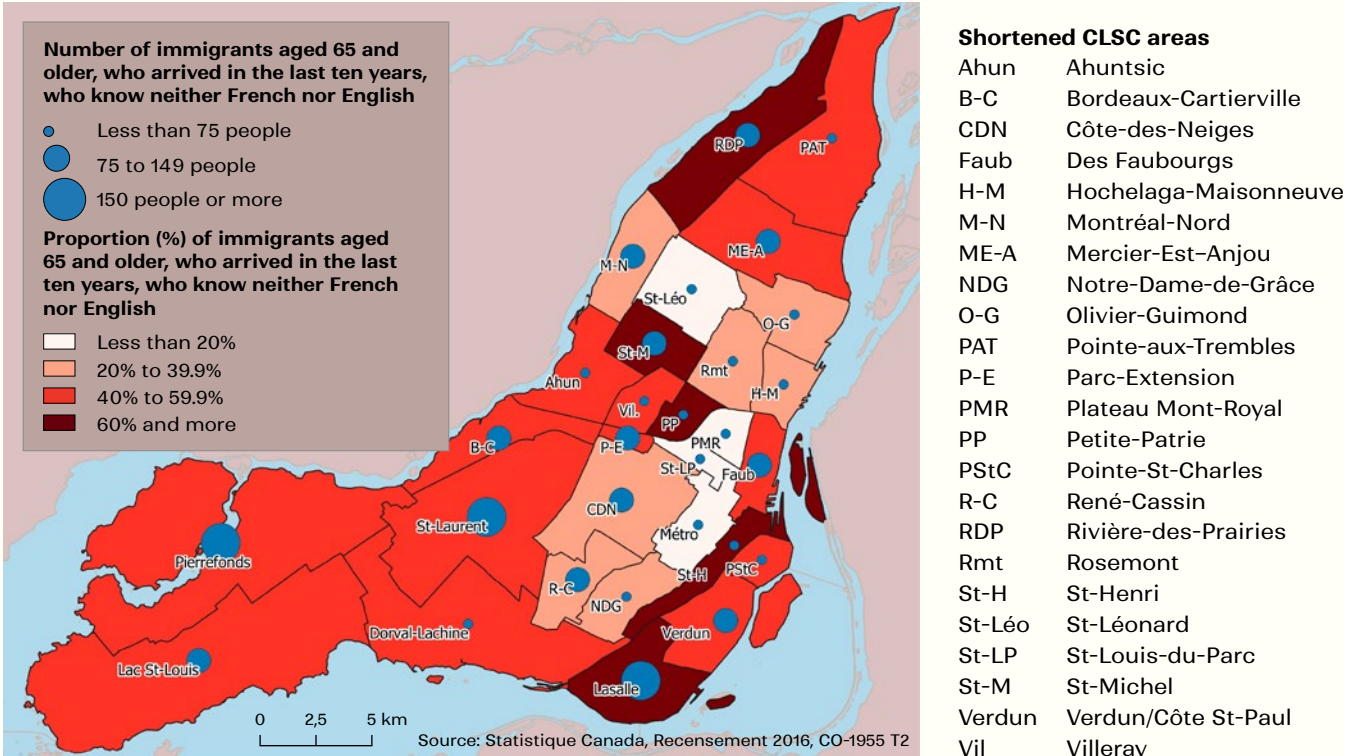 Number of immigrants aged 65 and
older, who arrived in the last ten years,
who know neither French nor English
Less than 75 people
75 to 149 people
150 people or more
Proportion (%) of immigrants aged
65 and older, who arrived in the last
ten years, who know neither French
nor English
Less than 20%
20% to 39.9%
40% to 59.9%
60% and more
RDP
PAT
ME-A
M-N
St-Léo
O-G
St-M
Rmt
Ahun
H-M
Vil.
PP
B-C
P-E
PMR
St-LP
Faub
CDN
St-Laurent
Métro
Pierrefonds
St-H
PStC
R-C
NDG
Dorval-Lachine
Verdun
Lac St-Louis
Lasalle
0 2,5 5 km
Source: Statistique Canada, Recensement 2016, CO-1955 T2
Shortened CLSC areas
Ahun Ahuntsic
B-C Bordeaux-Cartierville
CDN Côte-des-Neiges
Faub Des Faubourgs
H-M Hochelaga-Maisonneuve
M-N Montréal-Nord
ME-A Mercier-Est–Anjou
NDG Notre-Dame-de-Grâce
O-G Olivier-Guimond
PAT Pointe-aux-Trembles
P-E Parc-Extension
PMR Plateau Mont-Royal
PP Petite-Patrie
PStC Pointe-St-Charles
R-C René-Cassin
RDP Rivière-des-Prairies
Rmt Rosemont
St-H St-Henri
St-Léo St-Léonard
St-LP St-Louis-du-Parc
St-M St-Michel
Verdun Verdun/Côte St-Paul
Vil Villeray